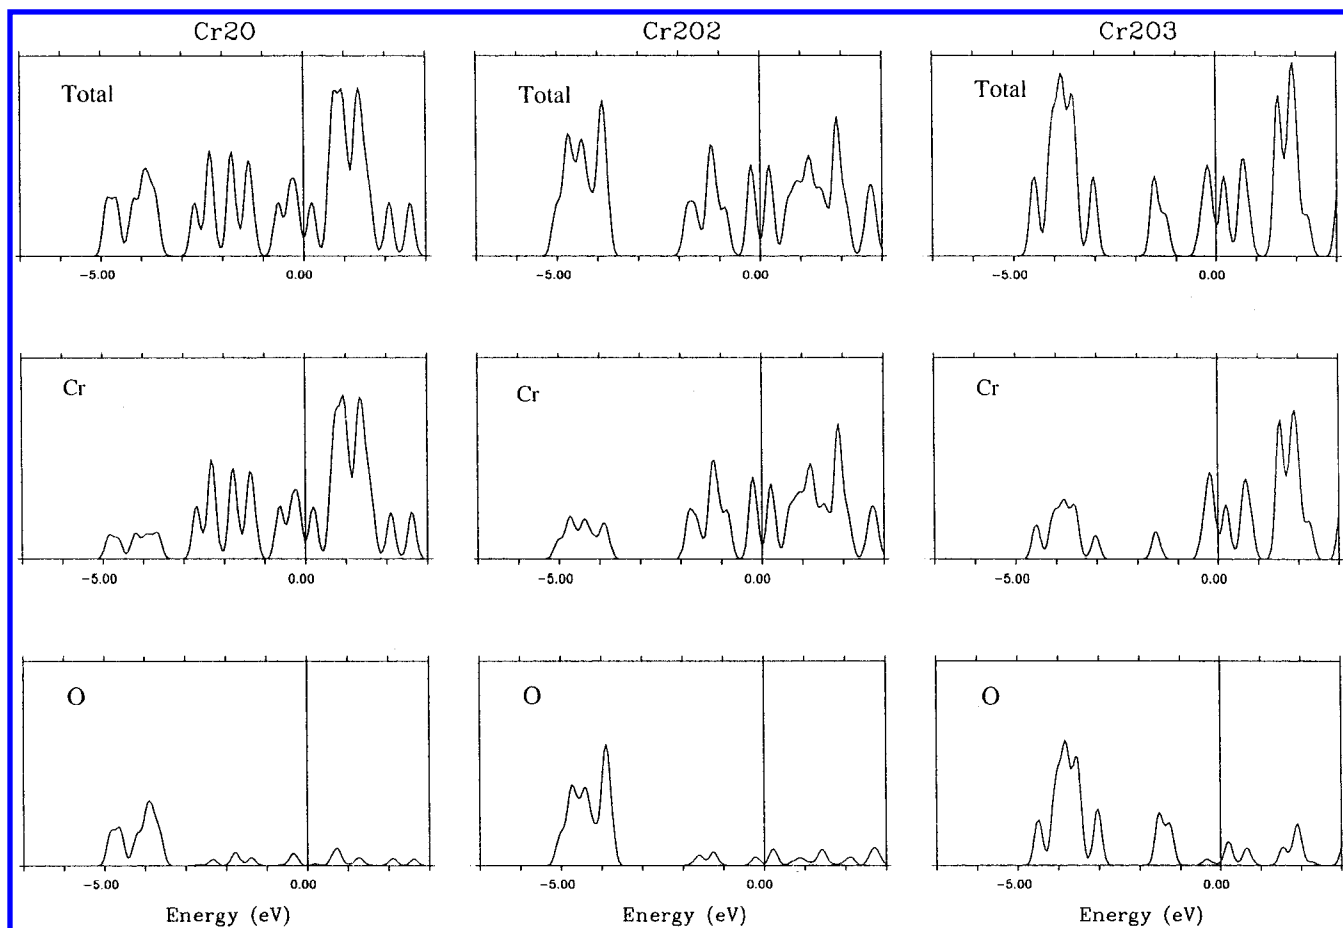 Cr2O Cr2O2 Cr2O3
Total Total Total
-5.00 0.00 -5.00 0.00 -5.00 0.00
Cr Cr Cr
-5.00 0.00 -5.00 0.00 -5.00 0.00
O O O
-5.00 0.00 -5.00 0.00 -5.00 0.00
Energy (eV) Energy (eV) Energy (eV)